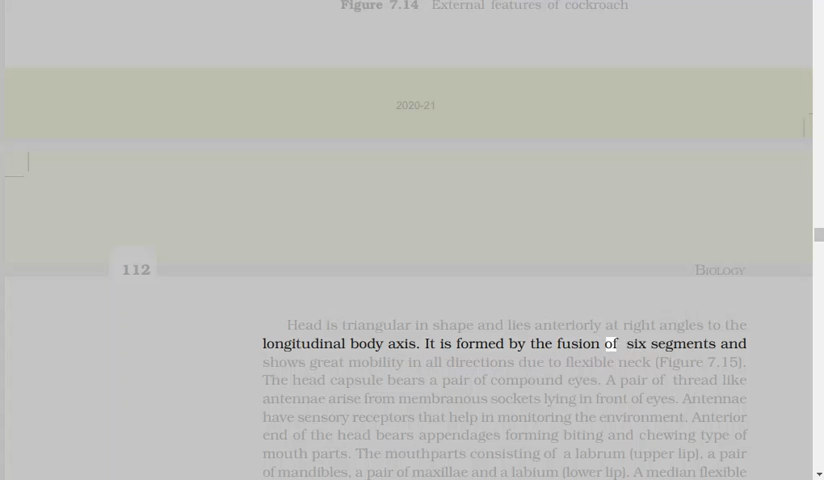 Figure 7.14 External features of cockroach
2020-21
112 BIOLOGY
Head is triangular in shape and lies anteriorly at right angles to the
longitudinal body axis. It is formed by the fusion of six segments and
shows great mobility in all directions due to flexible neck (Figure 7.15).
The head capsule bears a pair of compound eyes. A pair of thread like
antennae arise from membranous sockets lying in front of eyes. Antennae
have sensory receptors that help in monitoring the environment. Anterior
end of the head bears appendages forming biting and chewing type of
mouth parts. The mouthparts consisting of a labrum (upper lip), a pair
of mandibles, a pair of maxillae and a labium (lower lip). A median flexible